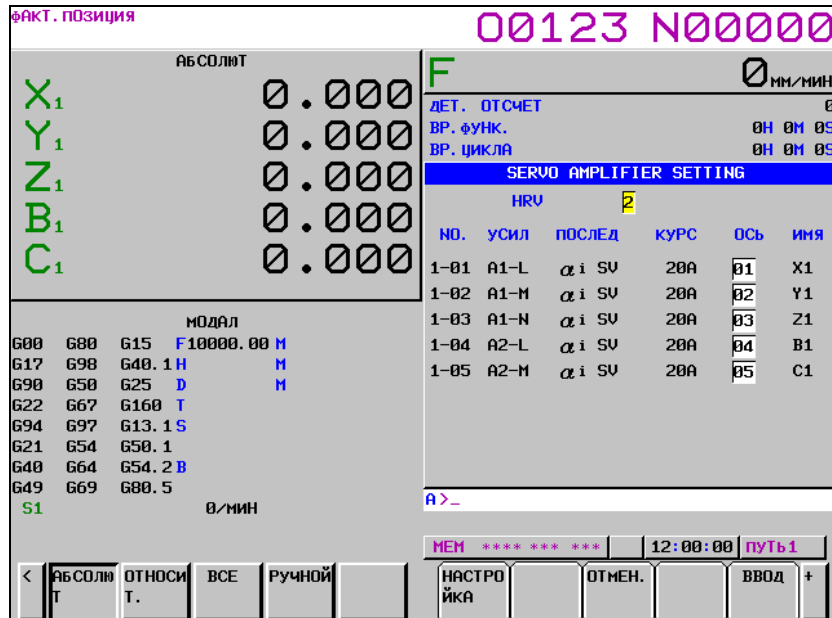 фАКТ. ПОЗИЦИЯ
O0123 N00000
АБСОЛЮТ
X1 0.000
Y1 0.000
Z1 0.000
B1 0.000
C1 0.000
F 0 мм/мин
ДЕТ. ОТСЧЕТ 0
ВР. фУНК. 0H 0M 0S
ВР. ЦИКЛА 0H 0M 0S
SERVO AMPLIFIER SETTING
HRV 2
NO. УСИЛ ПОСЛЕД КУРС ОСЬ ИМЯ
1-01 A1-L αi SV 20A 01 X1
1-02 A1-M αi SV 20A 02 Y1
1-03 A1-N αi SV 20A 03 Z1
1-04 A2-L αi SV 20A 04 B1
1-05 A2-M αi SV 20A 05 C1
МОДАЛ
G00 G80 G15 F10000.00 M
G17 G98 G40.1 H M
G90 G50 G25 D M
G22 G67 G160 T
G94 G97 G13.1 S
G21 G54 G50.1
G40 G64 G54.2 B
G49 G69 G80.5
S1 0/МИН
A>_
MEM **** *** *** 12:00:00 ПУТЬ1
< АБСОЛЮТ ОТНОСИТ. ВСЕ РУЧНОЙ
НАСТРОЙКА ОТМЕН. ВВОД +